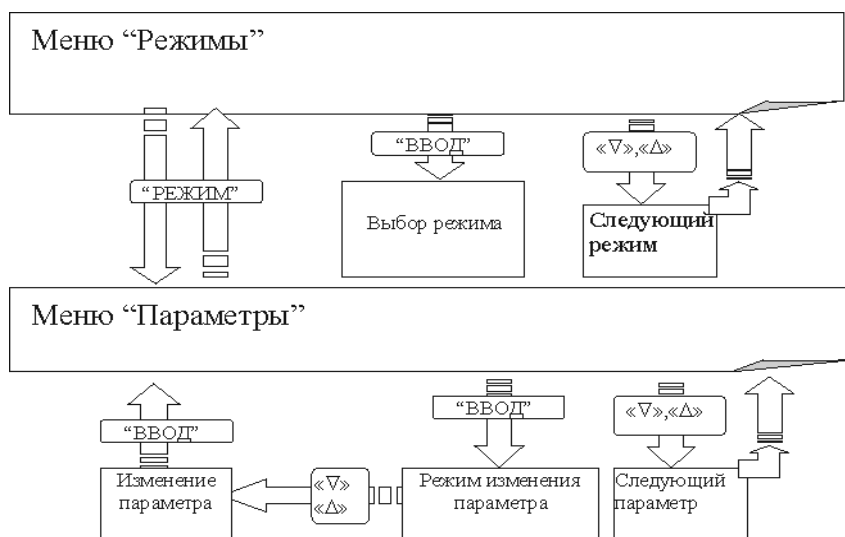 Меню “Режимы”
“ВВОД”
«∇»,«Δ»
“РЕЖИМ”
Выбор режима
Следующий
режим
Меню “Параметры”
“ВВОД”
“ВВОД”
«∇»,«Δ»
Изменение
параметра
«∇»
«Δ»
Режим изменения
параметра
Следующий
параметр